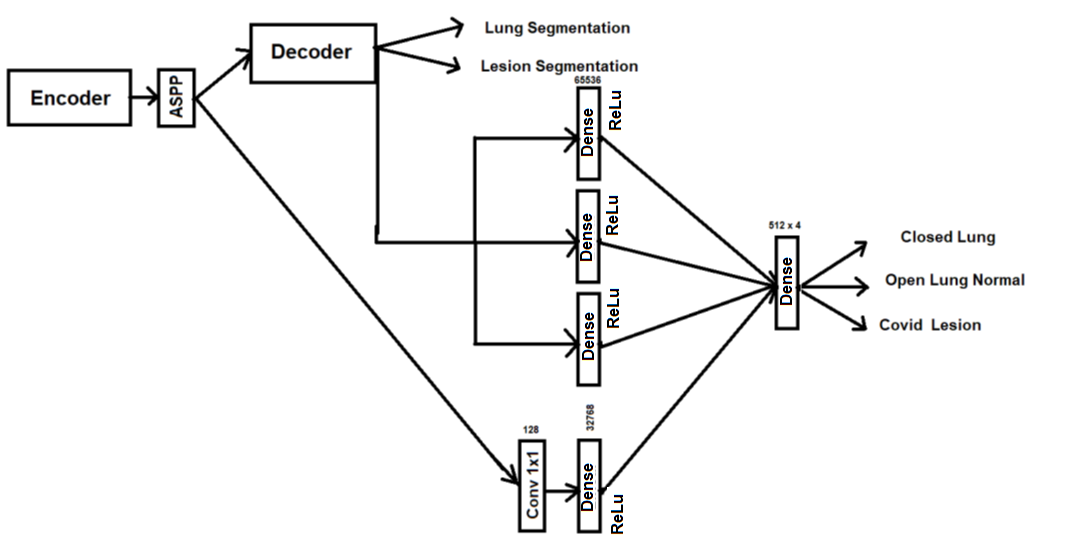 Encoder
ASPP
Decoder
Lung Segmentation
Lesion Segmentation
65536
Dense
ReLu
Dense
ReLu
Dense
ReLu
128
Conv 1x1
32768
Dense
ReLu
512 x 4
Dense
Closed Lung
Open Lung Normal
Covid Lesion